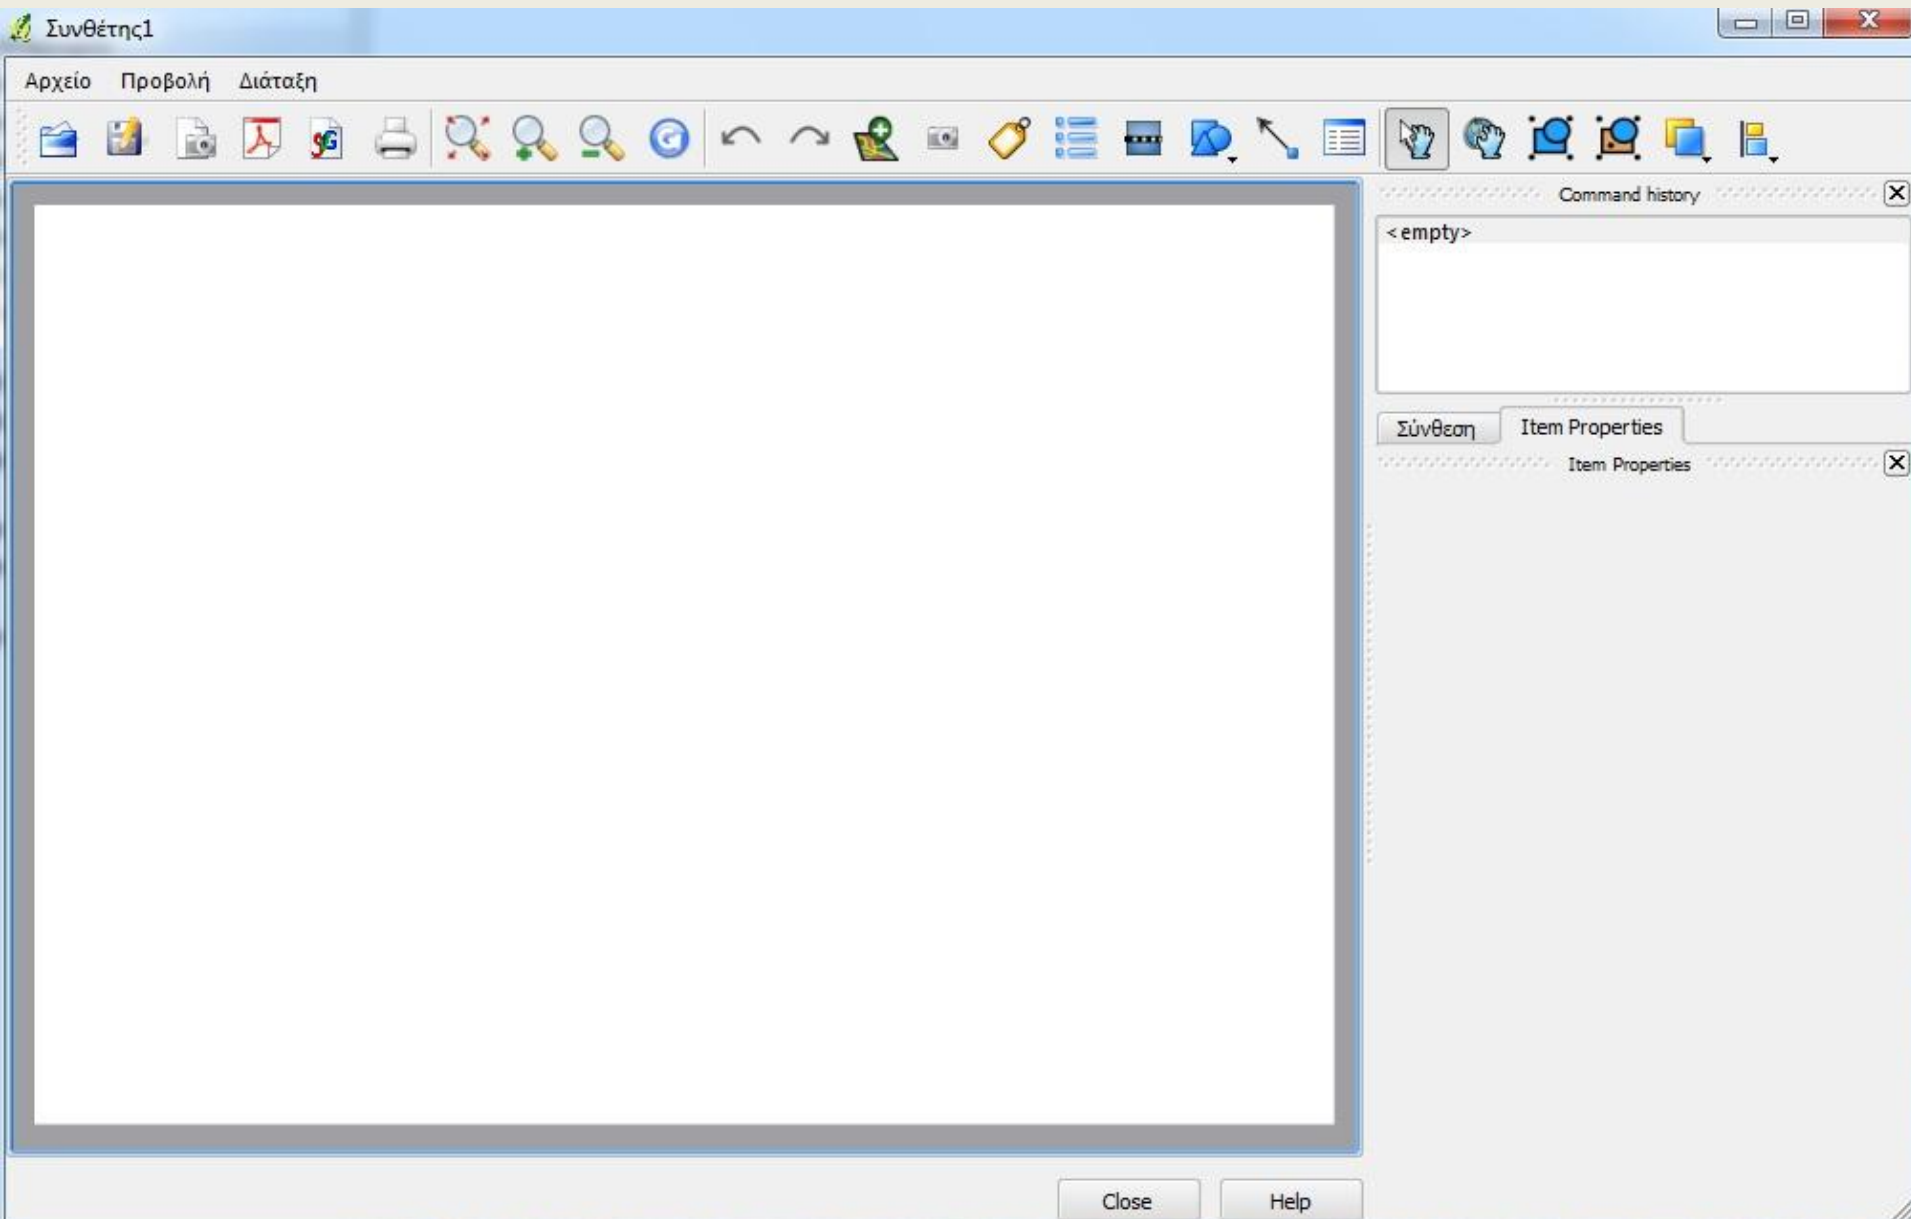 Συνθέτης1
Αρχείο Προβολή Διάταξη
Command history
<empty>
Σύνθεση Item Properties
Item Properties
Close Help